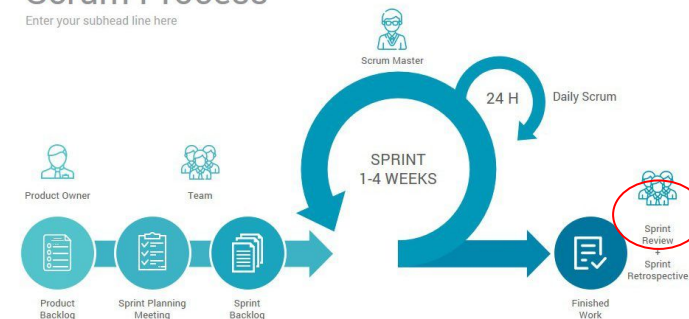 Scrum Process
Enter your subhead line here
Scrum Master
24 H
Daily Scrum
SPRINT
1-4 WEEKS
Product Owner
Team
Sprint
Review
+
Sprint
Retrospective
Product
Backlog
Sprint Planning
Meeting
Sprint
Backlog
Finished
Work